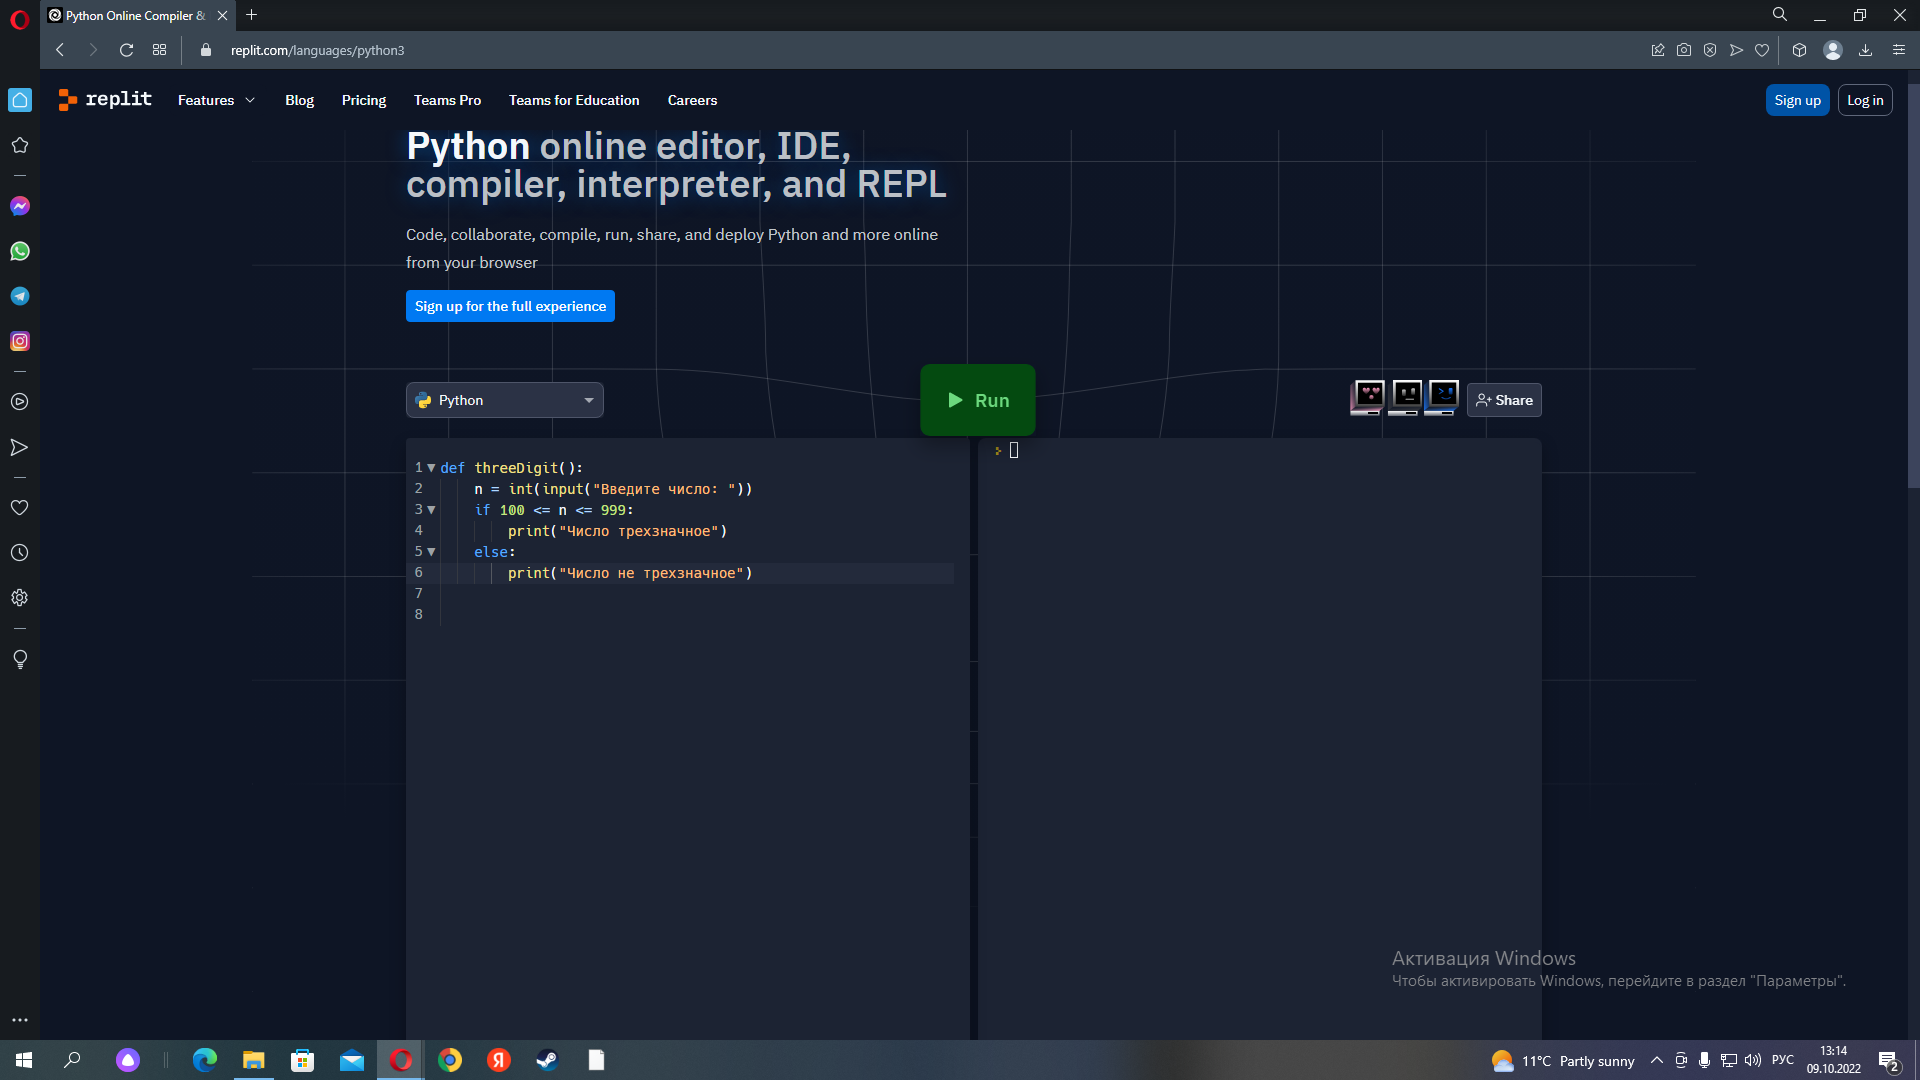 Python Online Compiler &
replit.com/languages/python3
replit
Features
Blog
Pricing
Teams Pro
Teams for Education
Careers
Sign up
Log in
Python online editor, IDE,
compiler, interpreter, and REPL
Code, collaborate, compile, run, share, and deploy Python and more online
from your browser
Sign up for the full experience
Python
Run
Share
1 def threeDigit():
2 n = int(input("Введите число: "))
3 if 100 <= n <= 999:
4 print("Число трехзначное")
5 else:
6 print("Число не трехзначное")
7
8
Активация Windows
Чтобы активировать Windows, перейдите в раздел "Параметры".
11°C Partly sunny
РУС
13:14
09.10.2022
2